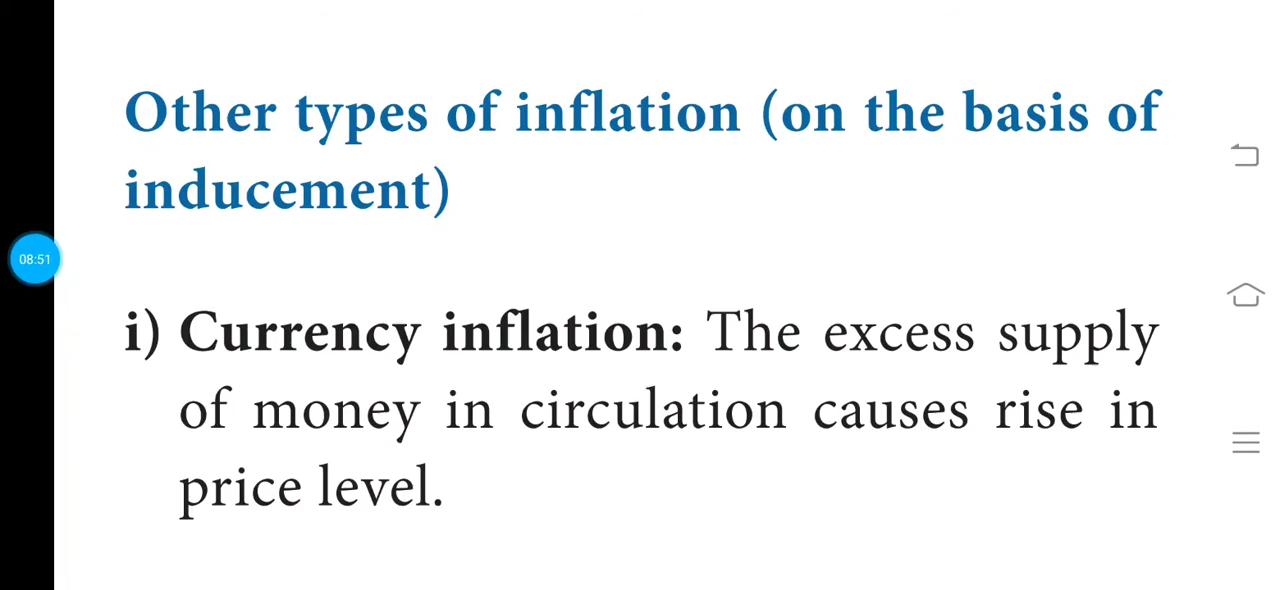 Other types of inflation (on the basis of
inducement)
08:51
i) Currency inflation: The excess supply
of money in circulation causes rise in
price level.